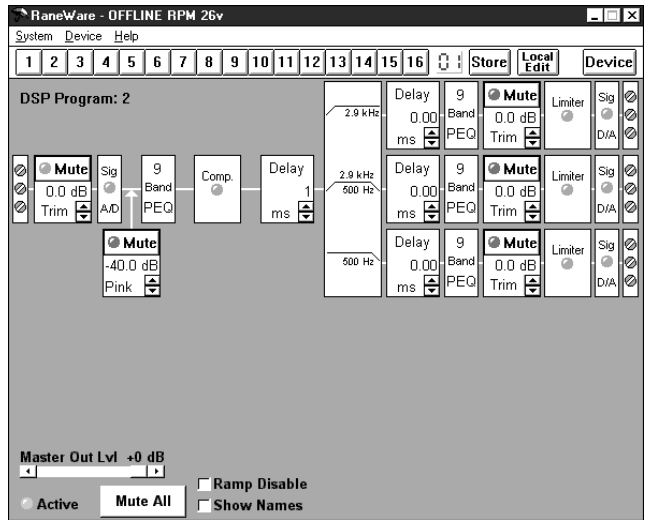 RaneWare - OFFLINE RPM 26v
System Device Help
1 2 3 4 5 6 7 8 9 10 11 12 13 14 15 16 01 Store Local Edit Device
DSP Program: 2
2.9 kHz
Delay 0.00 ms
9 Band PEQ
Mute 0.0 dB Trim
Limiter
Sig D/A
Mute 0.0 dB Trim
Sig A/D
9 Band PEQ
Comp.
Delay 1 ms
2.9 kHz
500 Hz
Delay 0.00 ms
9 Band PEQ
Mute 0.0 dB Trim
Limiter
Sig D/A
Mute -40.0 dB Pink
500 Hz
Delay 0.00 ms
9 Band PEQ
Mute 0.0 dB Trim
Limiter
Sig D/A
Master Out Lvl +0 dB
Ramp Disable
Active Mute All Show Names